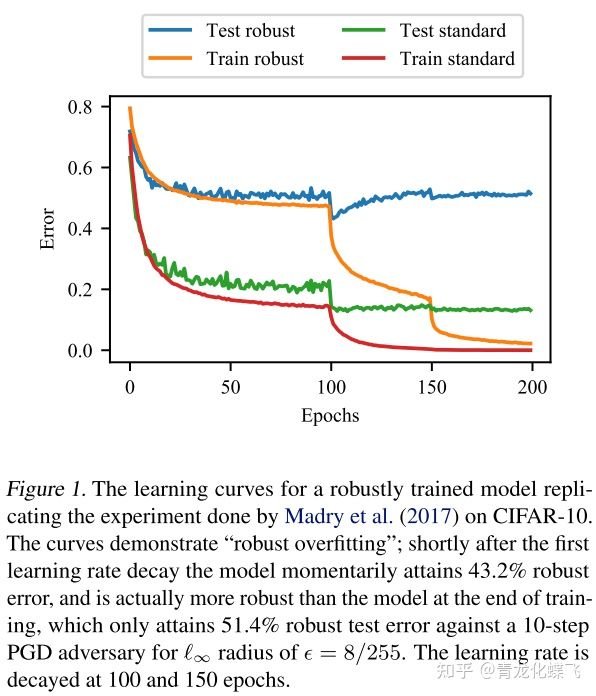 Test robust Test standard
Train robust Train standard
0.8
0.6
0.4
0.2
0.0
Error
0 50 100 150 200
Epochs
Figure 1. The learning curves for a robustly trained model repli-
cating the experiment done by Madry et al. (2017) on CIFAR-10.
The curves demonstrate “robust overfitting”; shortly after the first
learning rate decay the model momentarily attains 43.2% robust
error, and is actually more robust than the model at the end of train-
ing, which only attains 51.4% robust test error against a 10-step
PGD adversary for ℓ∞ radius of ϵ = 8/255. The learning rate is
decayed at 100 and 150 epochs.
知乎 @青龙化蝶飞